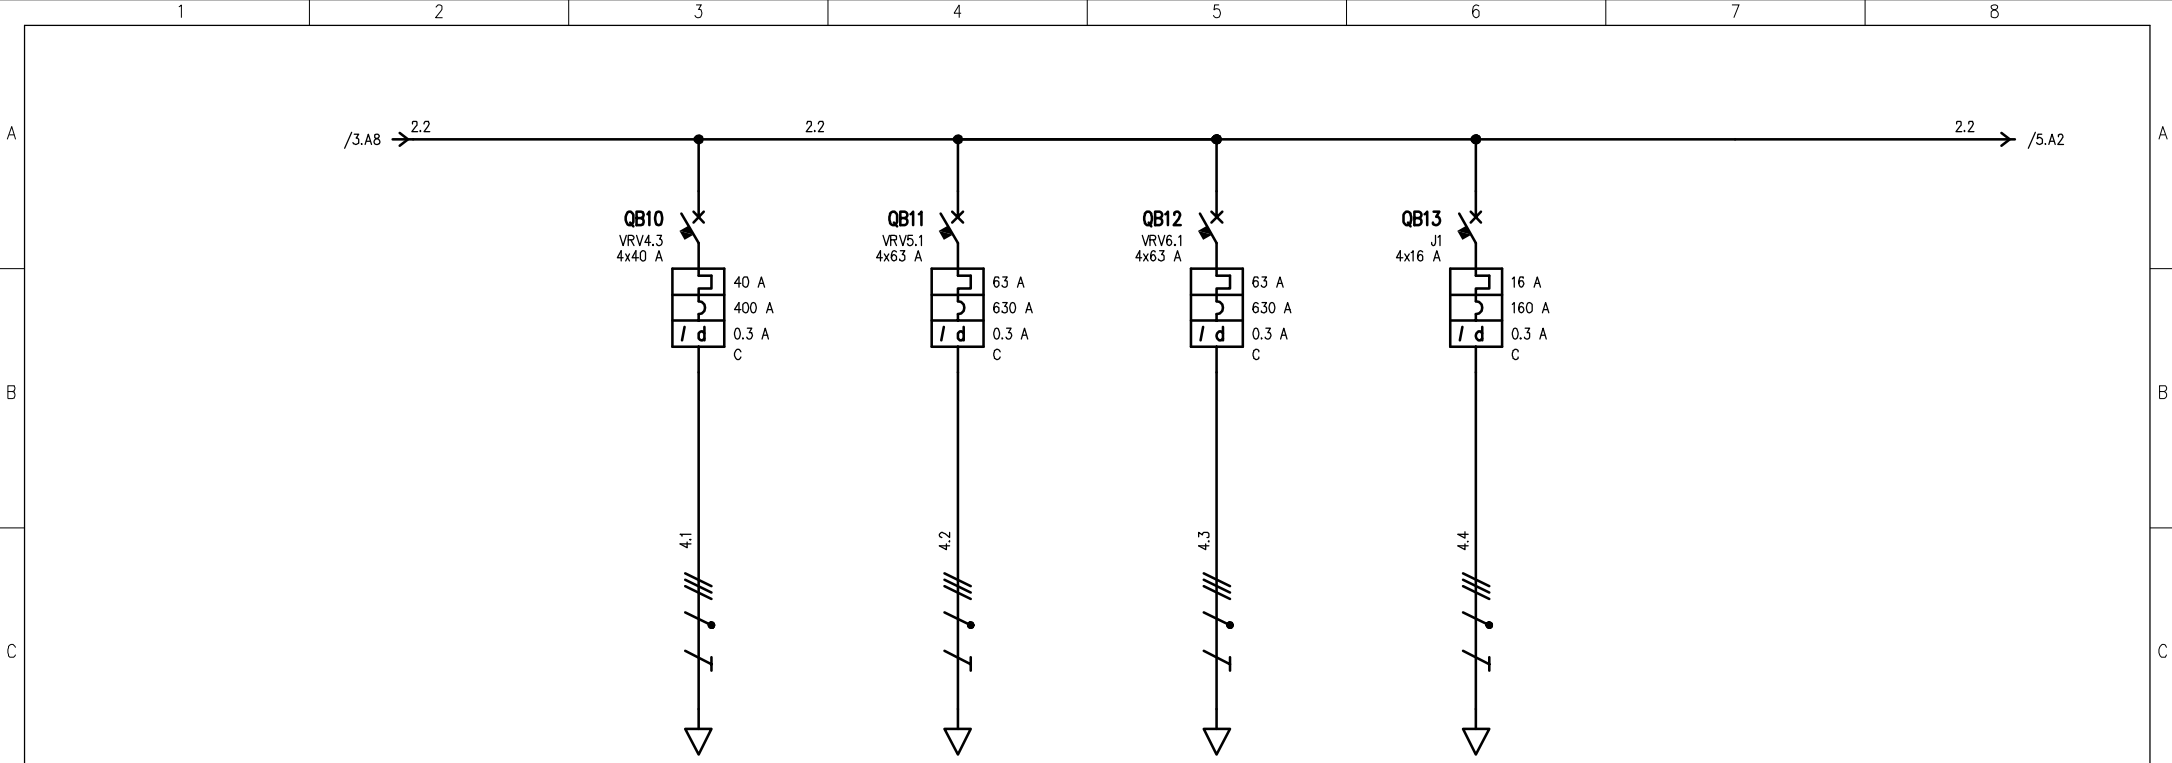 1 2 3 4 5 6 7 8
A A
/3.A8 2.2 2.2 2.2 /5.A2
QB10 QB11 QB12 QB13
VRV4.3 VRV5.1 VRV6.1 J1
4x40 A 4x63 A 4x63 A 4x16 A
40 A 63 A 63 A 16 A
400 A 630 A 630 A 160 A
I d 0.3 A I d 0.3 A I d 0.3 A I d 0.3 A
C C C C
B B
4.1 4.2 4.3 4.4
C C